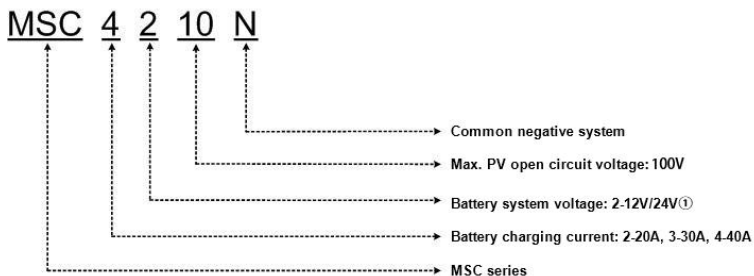 MSC 4 2 10 N
Common negative system
Max. PV open circuit voltage: 100V
Battery system voltage: 2-12V/24V①
Battery charging current: 2-20A, 3-30A, 4-40A
MSC series